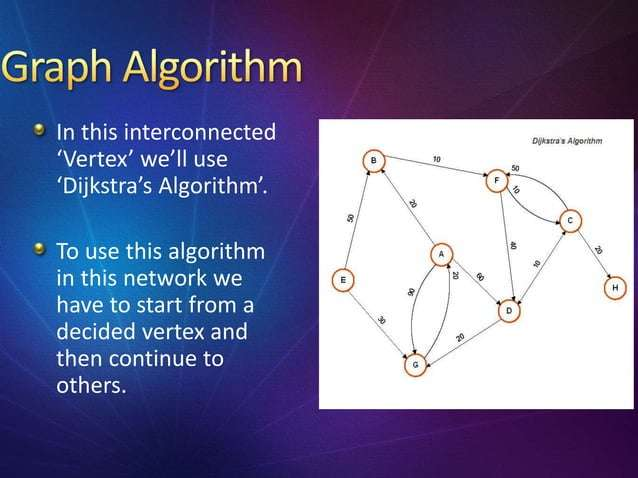 Graph Algorithm
In this interconnected
‘Vertex’ we’ll use
‘Dijkstra’s Algorithm’.
To use this algorithm
in this network we
have to start from a
decided vertex and
then continue to
others.
Dijkstra's Algorithm
B
10
F
50
10
C
20
50
20
40
A
20
60
10
H
E
90
D
30
20
G